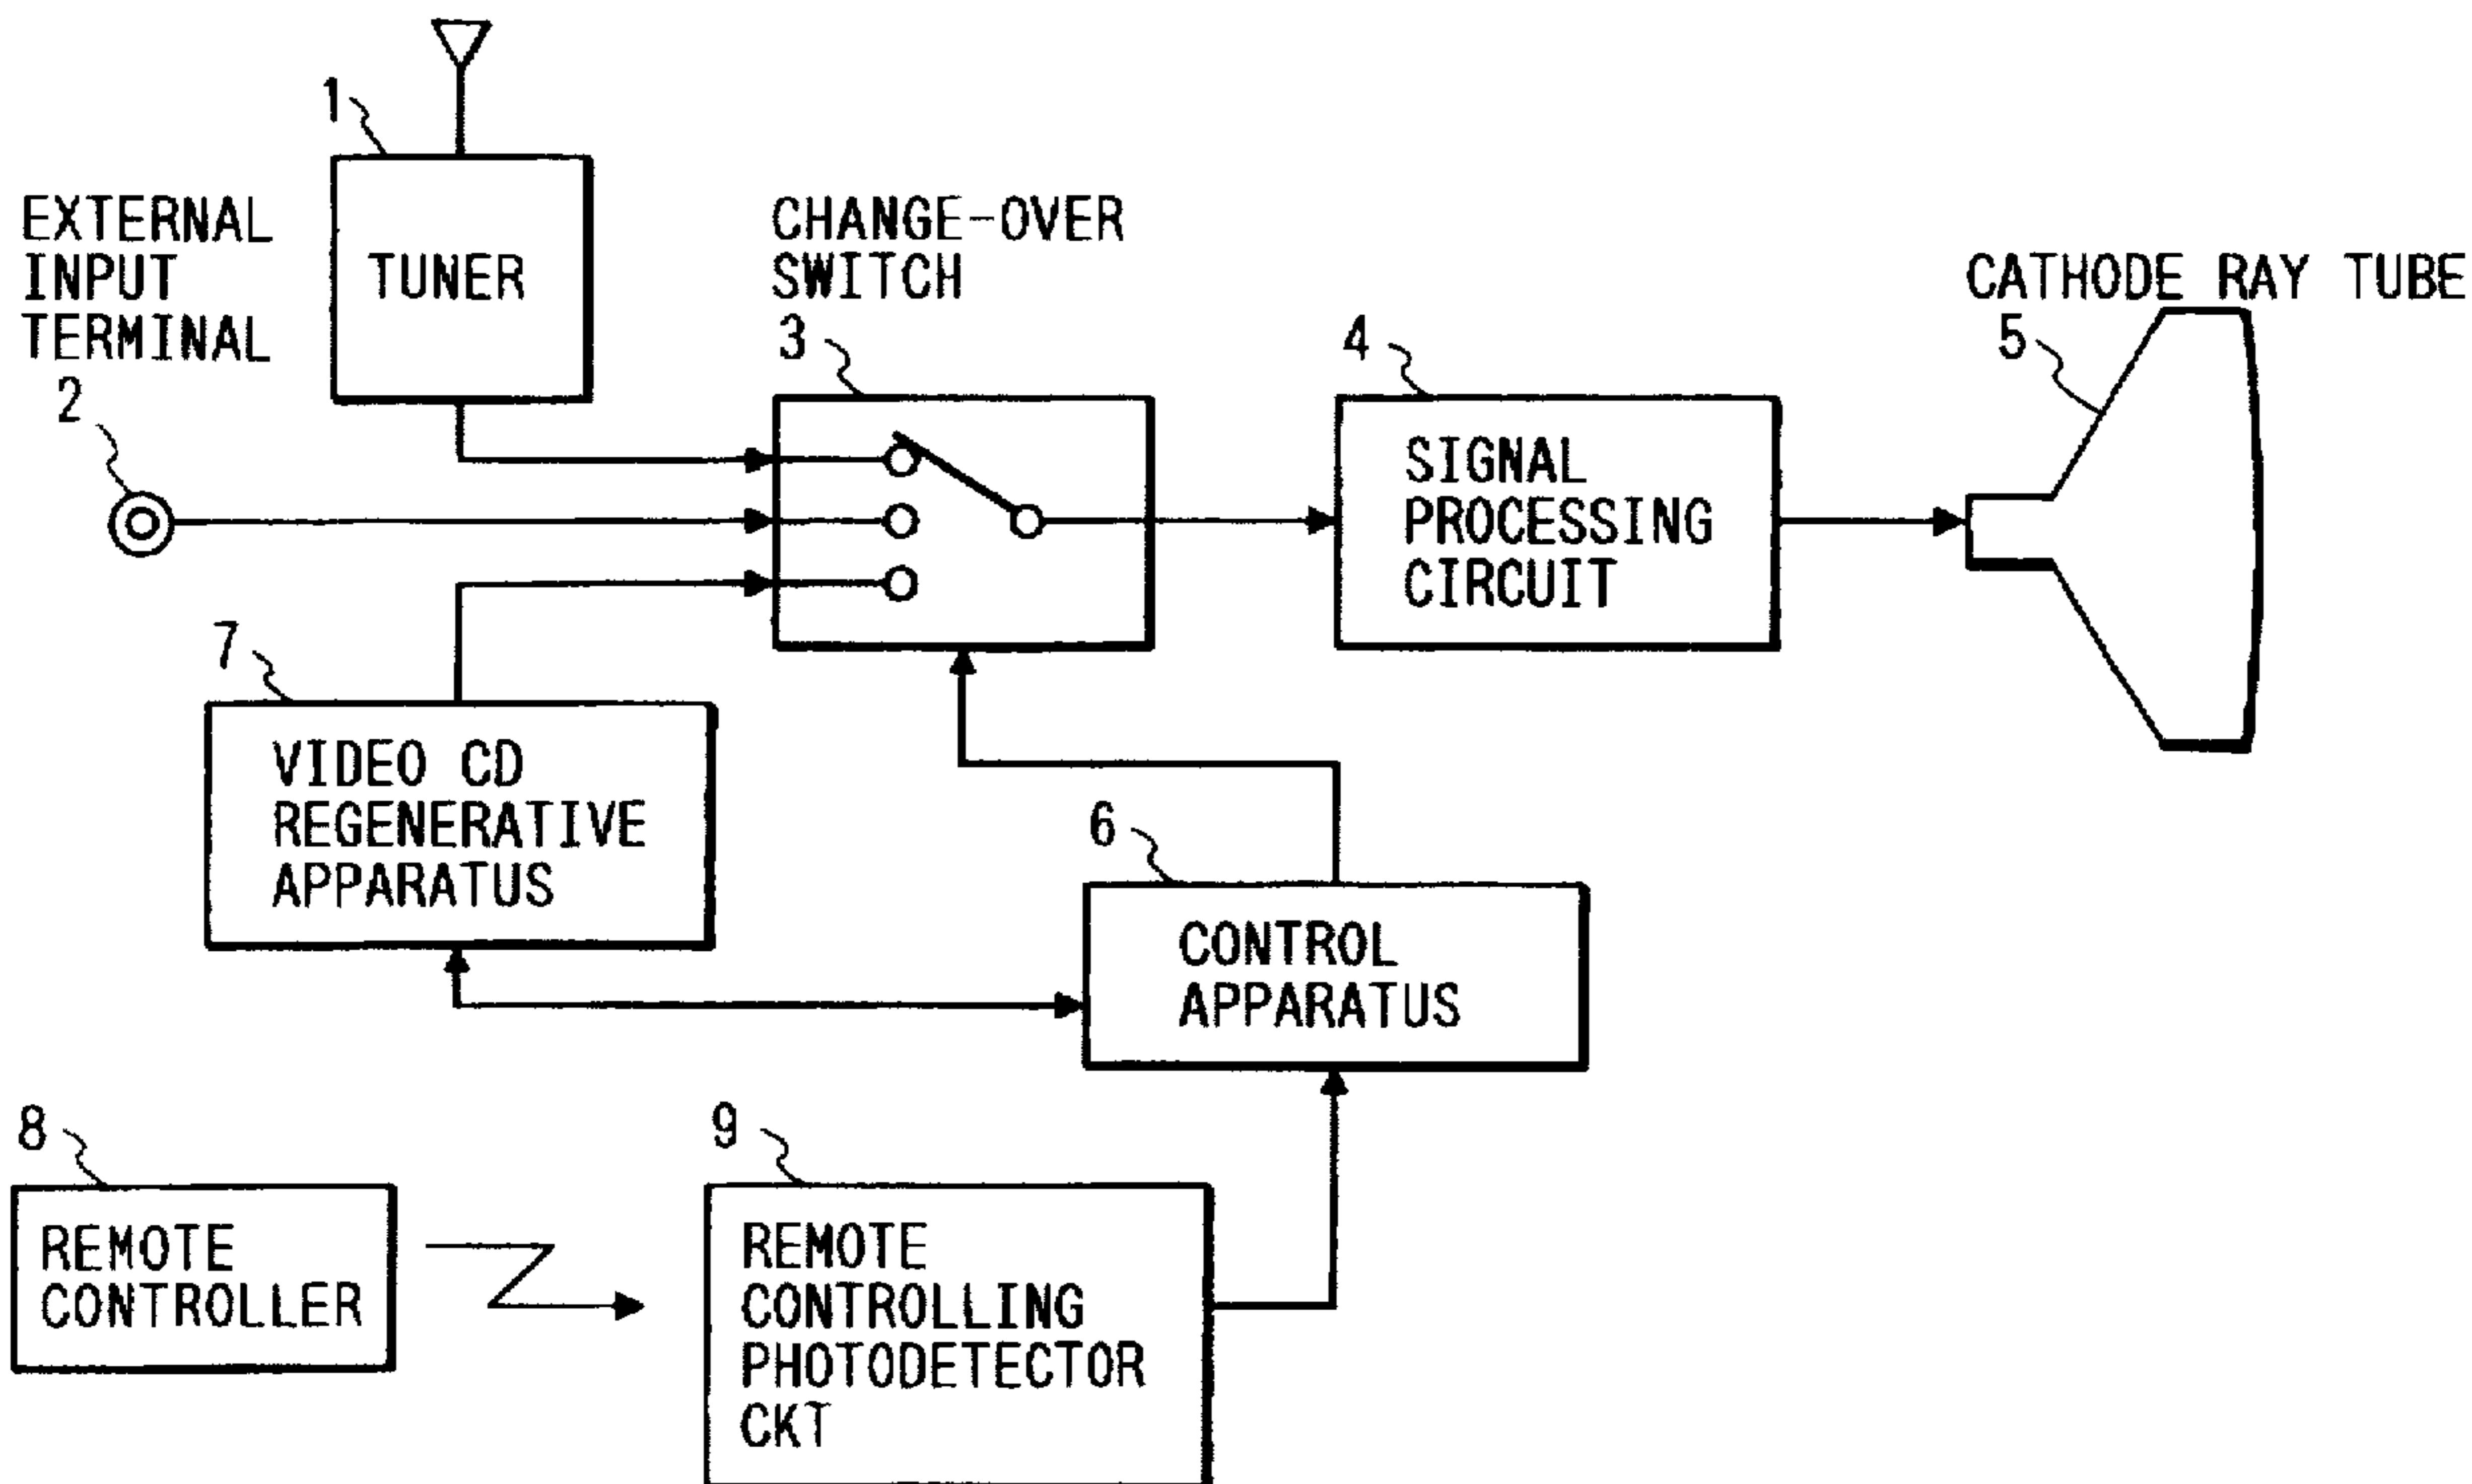 1
EXTERNAL
INPUT
TERMINAL
2
TUNER
CHANGE-OVER
SWITCH
3
4
SIGNAL
PROCESSING
CIRCUIT
CATHODE RAY TUBE
5
7
VIDEO CD
REGENERATIVE
APPARATUS
6
CONTROL
APPARATUS
8
REMOTE
CONTROLLER
9
REMOTE
CONTROLLING
PHOTODETECTOR
CKT